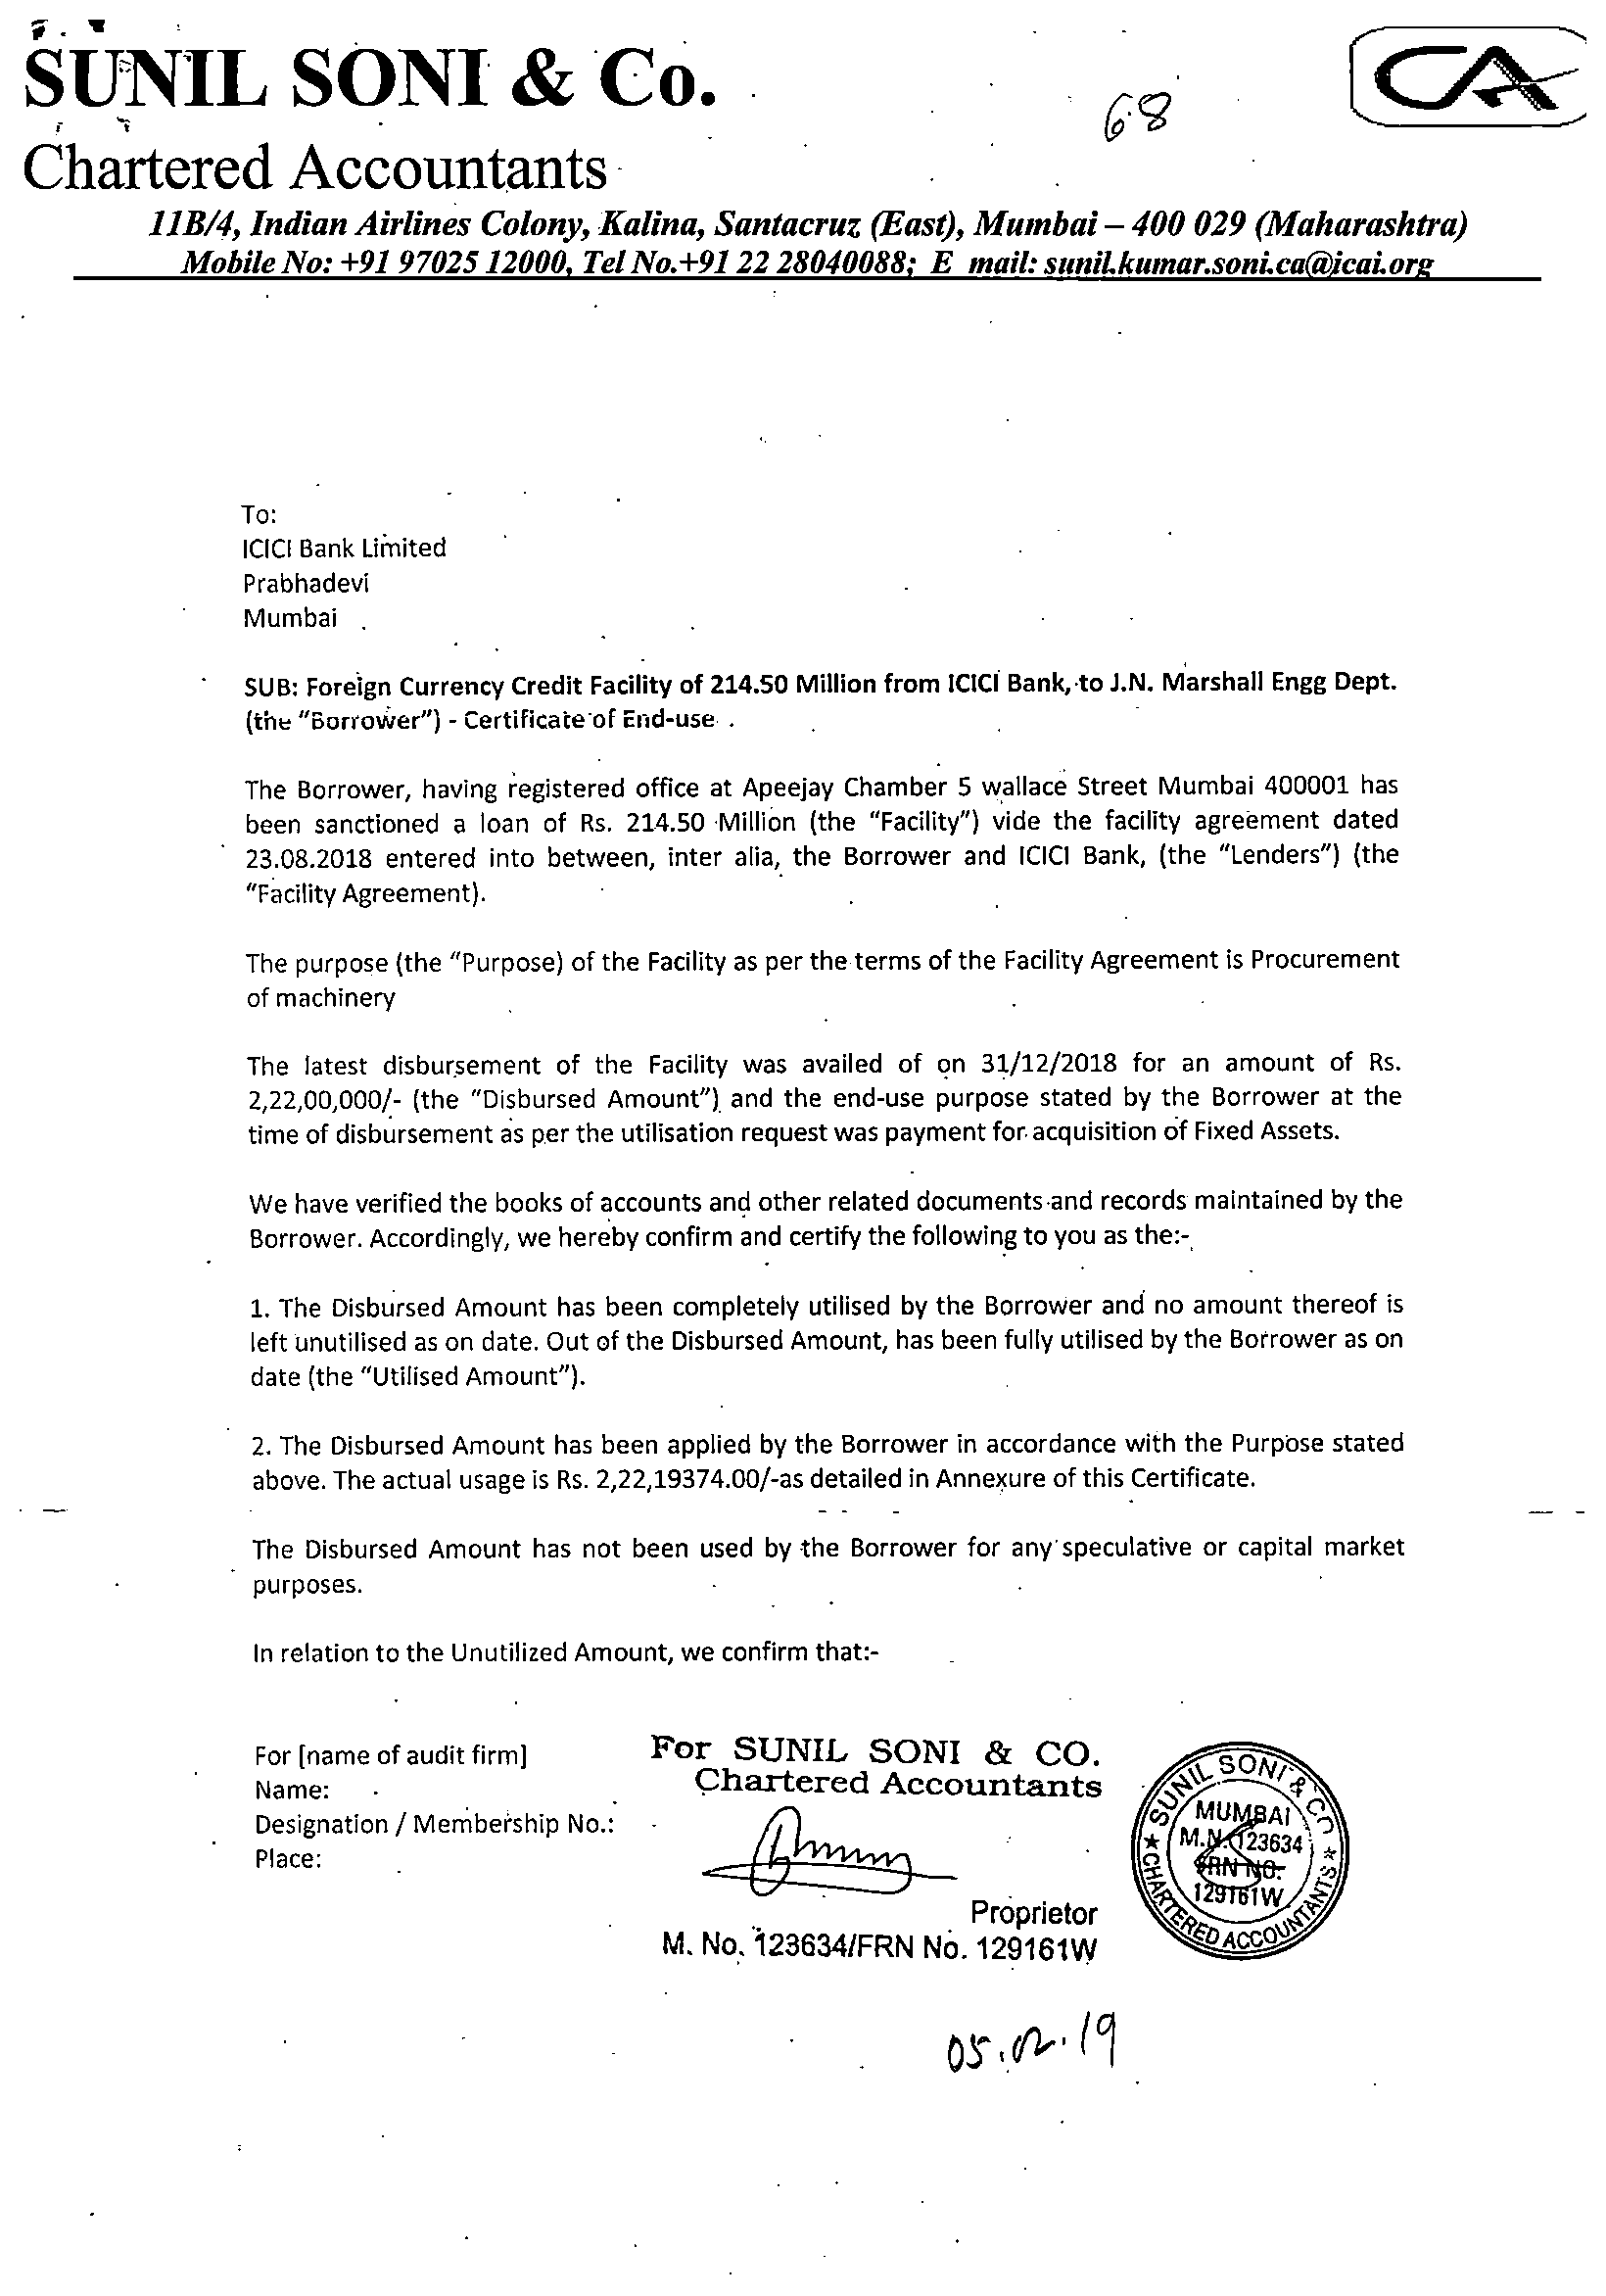 SUNIL SONI & Co.
CA
68
Chartered Accountants
11B/4, Indian Airlines Colony, Kalina, Santacruz (East), Mumbai – 400 029 (Maharashtra)
Mobile No: +91 97025 12000, Tel No.+91 22 28040088; E mail: sunil.kumar.soni.ca@icai.org
To:
ICICI Bank Limited
Prabhadevi
Mumbai
SUB: Foreign Currency Credit Facility of 214.50 Million from ICICI Bank, to J.N. Marshall Engg Dept.
(the "Borrower") - Certificate of End-use
The Borrower, having registered office at Apeejay Chamber 5 wallace Street Mumbai 400001 has
been sanctioned a loan of Rs. 214.50 Million (the "Facility") vide the facility agreement dated
23.08.2018 entered into between, inter alia, the Borrower and ICICI Bank, (the "Lenders") (the
"Facility Agreement).
The purpose (the "Purpose) of the Facility as per the terms of the Facility Agreement is Procurement
of machinery
The latest disbursement of the Facility was availed of on 31/12/2018 for an amount of Rs.
2,22,00,000/- (the "Disbursed Amount") and the end-use purpose stated by the Borrower at the
time of disbursement as per the utilisation request was payment for acquisition of Fixed Assets.
We have verified the books of accounts and other related documents and records maintained by the
Borrower. Accordingly, we hereby confirm and certify the following to you as the:-
1. The Disbursed Amount has been completely utilised by the Borrower and no amount thereof is
left unutilised as on date. Out of the Disbursed Amount, has been fully utilised by the Borrower as on
date (the "Utilised Amount").
2. The Disbursed Amount has been applied by the Borrower in accordance with the Purpose stated
above. The actual usage is Rs. 2,22,19374.00/-as detailed in Annexure of this Certificate.
The Disbursed Amount has not been used by the Borrower for any speculative or capital market
purposes.
In relation to the Unutilized Amount, we confirm that:-
For [name of audit firm]
Name:
Designation / Membership No.:
Place:
For SUNIL SONI & CO.
Chartered Accountants
Proprietor
M. No. 123634/FRN No. 129161W
★ SUNIL SONI & CO ★
MUMBAI
M.N. 123634
FRN NO.
129161W
CHARTERED ACCOUNTANTS
05.02.19